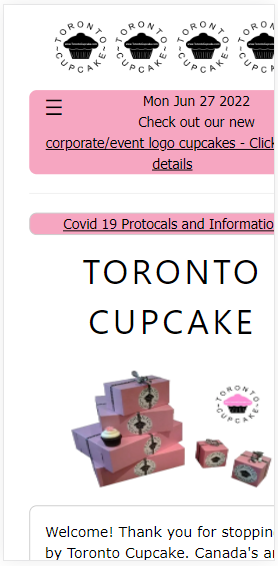 TORONTO CUPCAKE TORONTO CUPCAKE TORONTO CUPCAKE
Mon Jun 27 2022
Check out our new
corporate/event logo cupcakes - Click
details
Covid 19 Protocals and Informatio
TORONTO
CUPCAKE
TORONTO CUPCAKE
Welcome! Thank you for stoppin
by Toronto Cupcake. Canada's a